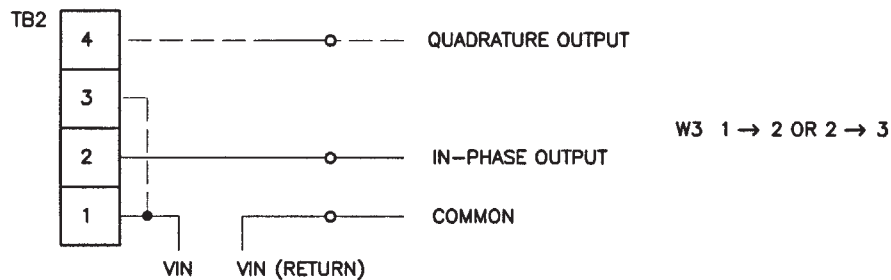 TB2
4
QUADRATURE OUTPUT
3
W3 1 → 2 OR 2 → 3
2
IN-PHASE OUTPUT
1
COMMON
VIN
VIN (RETURN)